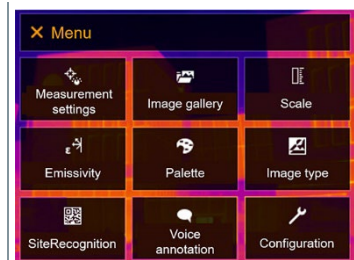 Menu
Measurement
settings
Image gallery
Scale
Emissivity
Palette
Image type
SiteRecognition
Voice
annotation
Configuration